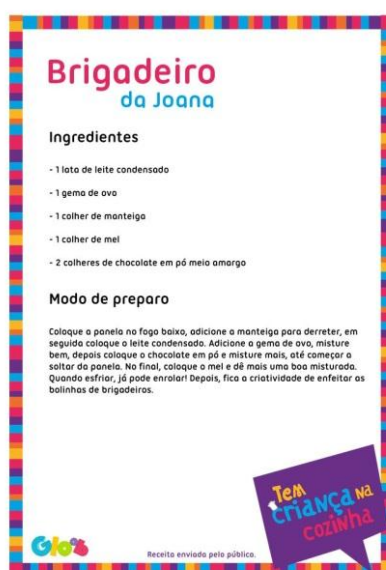 Brigadeiro
da Joana
Ingredientes
- 1 lata de leite condensado
- 1 gema de ovo
- 1 colher de manteiga
- 1 colher de mel
- 2 colheres de chocolate em pó meio amargo
Modo de preparo
Coloque a panela no fogo baixo, adicione a manteiga para derreter, em
seguida coloque o leite condensado. Adicione a gema de ovo, misture
bem, depois coloque o chocolate em pó e misture mais, até começar a
soltar da panela. No final, coloque o mel e dê mais uma boa misturada.
Quando esfriar, já pode enrolar! Depois, fica a criatividade de enfeitar as
bolinhas de brigadeiros.
Tem
criança na
cozinha
Gloob
Receita enviada pelo público.